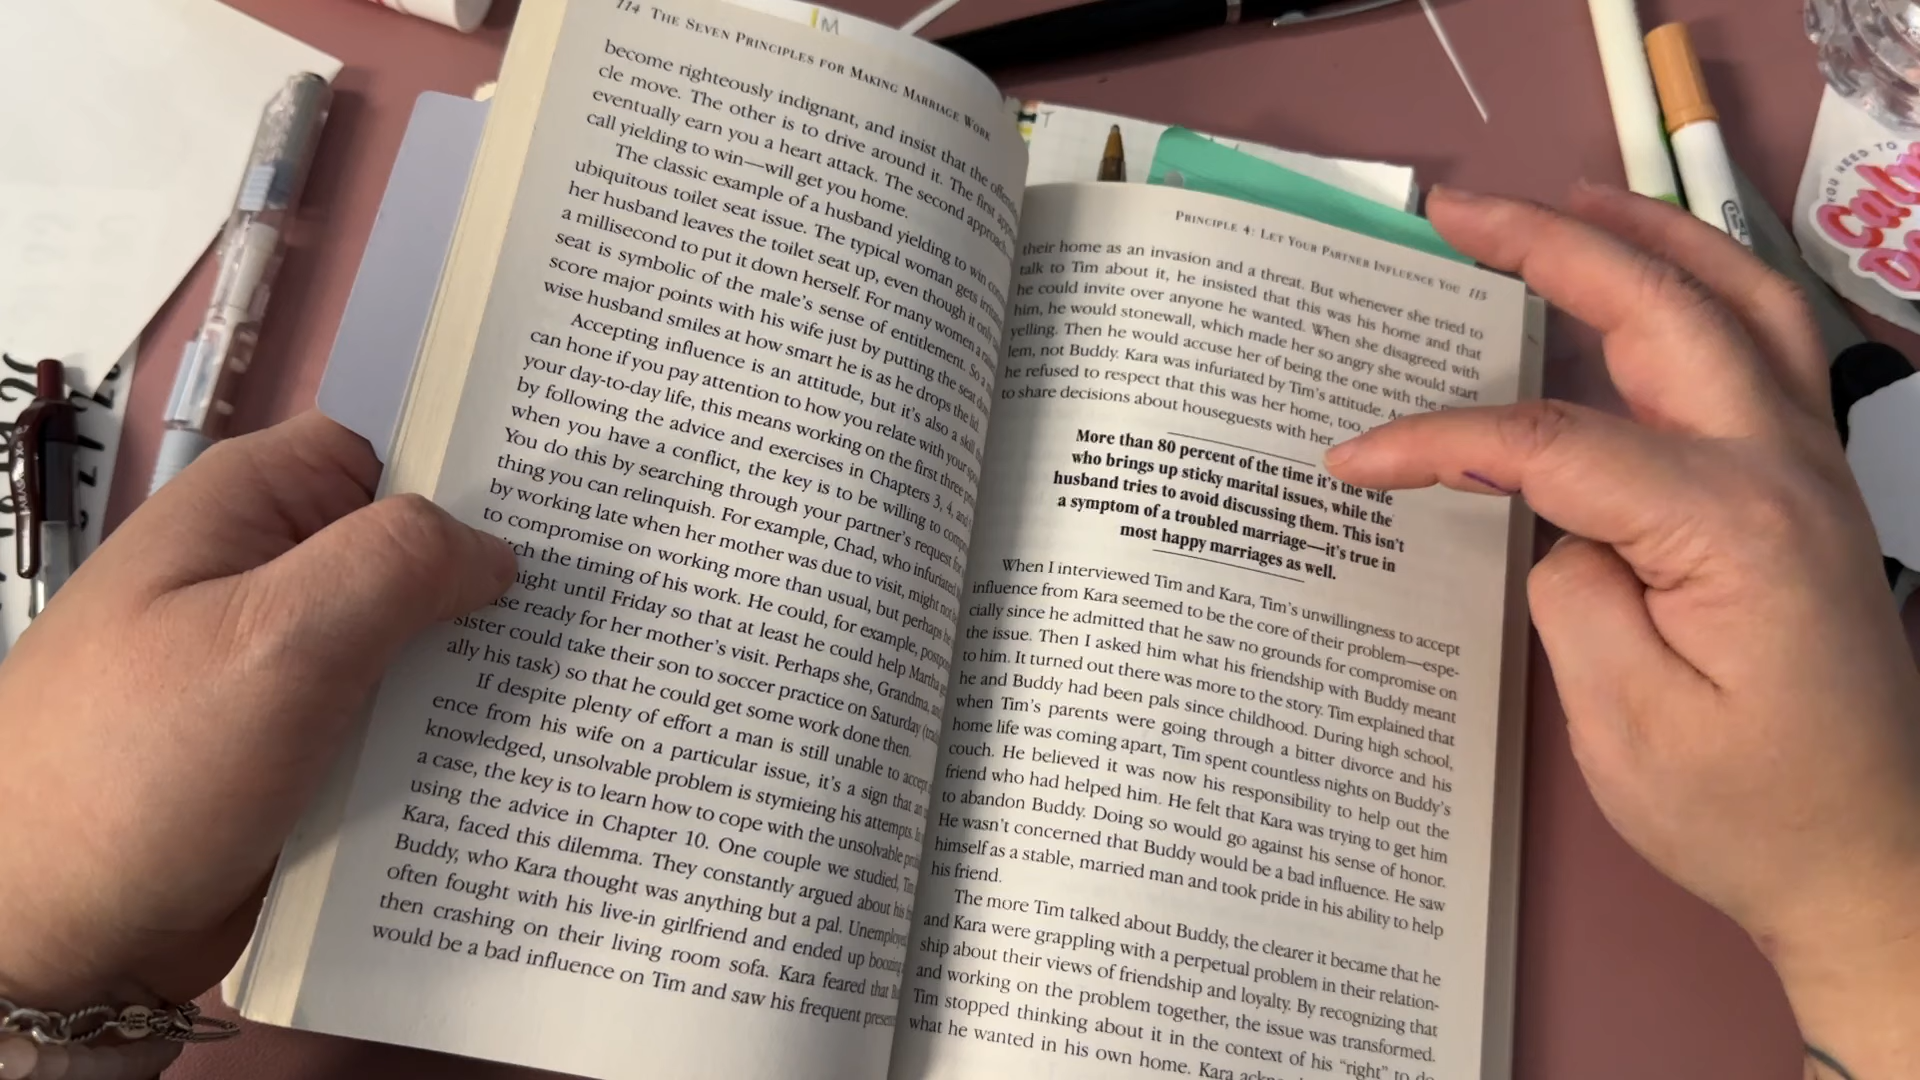 114 THE SEVEN PRINCIPLES FOR MAKING MARRIAGE WORK
become righteously indignant, and insist that the
cle move. The other is to drive around it. The first
eventually earn you a heart attack. The second approach
call yielding to win—will get you home.
The classic example of a husband yielding to win
ubiquitous toilet seat issue. The typical woman gets
her husband leaves the toilet seat up, even though it only
a millisecond to put it down herself. For many women a
seat is symbolic of the male's sense of entitlement. So a
score major points with his wife just by putting the seat
wise husband smiles at how smart he is as he drops the lid.
Accepting influence is an attitude, but it's also a skill
can hone if you pay attention to how you relate with your
your day-to-day life, this means working on the first three
by following the advice and exercises in Chapters 3, 4, and
when you have a conflict, the key is to be willing to
You do this by searching through your partner's request for
thing you can relinquish. For example, Chad, who infuriated
by working late when her mother was due to visit, might not
to compromise on working more than usual, but perhaps he
the timing of his work. He could, for example,
until Friday so that at least he could help Martha
ready for her mother's visit. Perhaps she, Grandma,
sister could take their son to soccer practice on Saturday
ally his task) so that he could get some work done then.
If despite plenty of effort a man is still unable to accept
ence from his wife on a particular issue, it's a sign that
knowledged, unsolvable problem is stymieing his attempts.
a case, the key is to learn how to cope with the unsolvable
using the advice in Chapter 10. One couple we studied,
Kara, faced this dilemma. They constantly argued about his
Buddy, who Kara thought was anything but a pal.
often fought with his live-in girlfriend and ended up
then crashing on their living room sofa. Kara feared that
would be a bad influence on Tim and saw his frequent
PRINCIPLE 4: LET YOUR PARTNER INFLUENCE YOU 115
their home as an invasion and a threat. But whenever she tried to
talk to Tim about it, he insisted that this was his home and that
he could invite over anyone he wanted. When she disagreed with
him, he would stonewall, which made her so angry she would start
yelling. Then he would accuse her of being the one with the
lem, not Buddy. Kara was infuriated by Tim's attitude.
he refused to respect that this was her home, too,
to share decisions about houseguests with her.
More than 80 percent of the time it's the wife
who brings up sticky marital issues, while the
husband tries to avoid discussing them. This isn't
a symptom of a troubled marriage—it's true in
most happy marriages as well.
When I interviewed Tim and Kara, Tim's unwillingness to accept
influence from Kara seemed to be the core of their problem—espe-
cially since he admitted that he saw no grounds for compromise on
the issue. Then I asked him what his friendship with Buddy meant
to him. It turned out there was more to the story. Tim explained that
he and Buddy had been pals since childhood. During high school,
when Tim's parents were going through a bitter divorce and his
home life was coming apart, Tim spent countless nights on Buddy's
couch. He believed it was now his responsibility to help out the
friend who had helped him. He felt that Kara was trying to get him
to abandon Buddy. Doing so would go against his sense of honor.
He wasn't concerned that Buddy would be a bad influence. He saw
himself as a stable, married man and took pride in his ability to help
his friend.
The more Tim talked about Buddy, the clearer it became that he
and Kara were grappling with a perpetual problem in their relation-
ship about their views of friendship and loyalty. By recognizing that
and working on the problem together, the issue was transformed.
Tim stopped thinking about it in the context of his "right" to do
what he wanted in his own home. Kara
YOU NEED TO